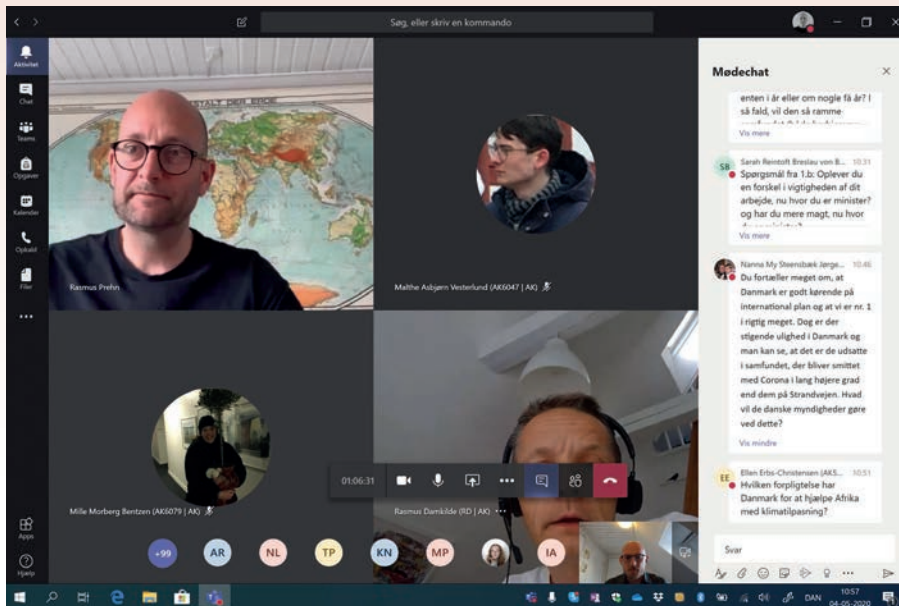 Søg, eller skriv en kommando
Aktivitet
Chat
Teams
Opgaver
Kalender
Opkald
Filer
Apps
Hjælp
STALT DER ERDE
Rasmus Prehn
Malthe Asbjørn Vesterlund (AK6047 | AK)
Mille Morberg Bentzen (AK6079 | AK)
Rasmus Damkilde (RD | AK)
01:06:31
+99
AR
NL
TP
KN
MP
IA
Mødechat
enten i år eller om nogle få år? I
så fald, vil den så ramme
Vis mere
SB
Sarah Reintoft Breslau von B... 10:31
Spørgsmål fra 1.b: Oplever du
en forskel i vigtigheden af dit
arbejde, nu hvor du er minister?
og har du mere magt, nu hvor
Vis mere
Nanna My Steensbæk Jørge... 10:46
Du fortæller meget om, at
Danmark er godt kørende på
international plan og at vi er nr. 1
i rigtig meget. Dog er der
stigende ulighed i Danmark og
man kan se, at det er de udsatte
i samfundet, der bliver smittet
med Corona i lang højere grad
end dem på Strandvejen. Hvad
vil de danske myndigheder gøre
ved dette?
Vis mindre
EE
Ellen Erbs-Christensen (AK5... 10:51
Hvilken forpligtelse har
Danmark for at hjælpe Afrika
med klimatilpasning?
Svar
DAN
10:57
04-05-2020